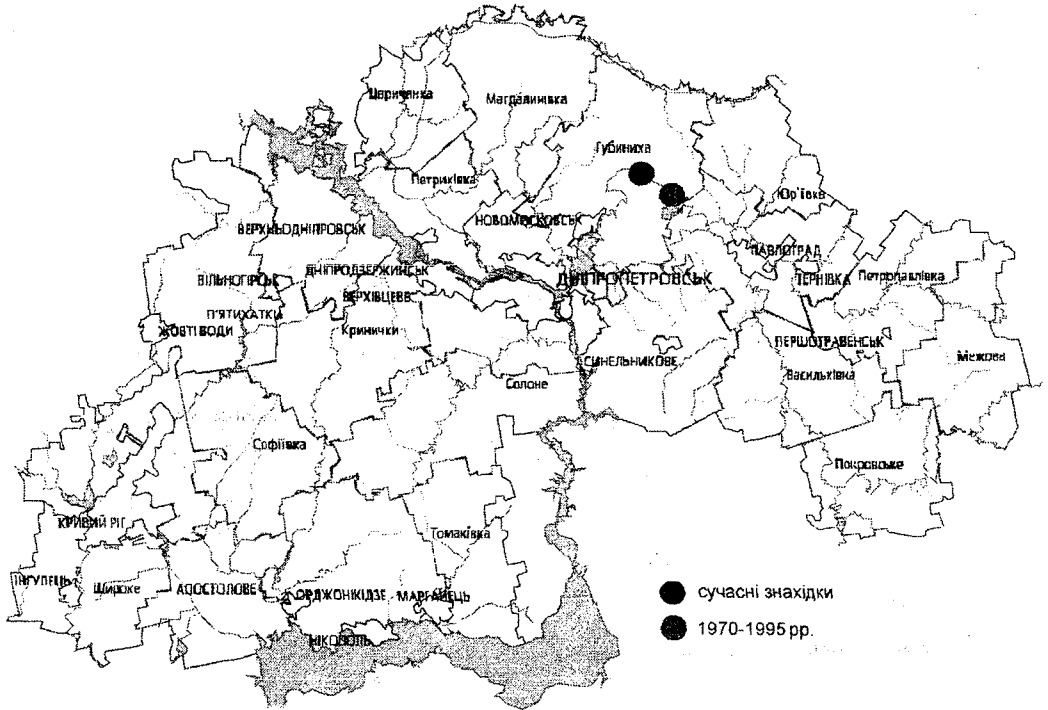 Царичанка
Магдалинівка
Губиниха
Петриківка
Юр'ївка
НОВОМОСКОВСЬК
ВЕРХНЬОДНІПРОВСЬК
ПАВЛОГРАД
ДНІПРОДЗЕРЖИНСЬК
ВІЛЬНОГІРСЬК
ДНІПРОПЕТРОВСЬК
ТЕРНІВКА
Петропавлівка
ВЕРХІВЦЕВЕ
П'ЯТИХАТКИ
ЖОВТІ ВОДИ
Кринички
ПЕРШОТРАВЕНСЬК
Межова
СИНЕЛЬНИКОВЕ
Васильківка
Солоне
Софіївка
Покровське
КРИВИЙ РІГ
Томаківка
ІНГУЛЕЦЬ
Широке
АПОСТОЛОВЕ
ОРДЖОНІКІДЗЕ
МАРГАНЕЦЬ
сучасні знахідки
1970-1995 рр.
НІКОПОЛЬ